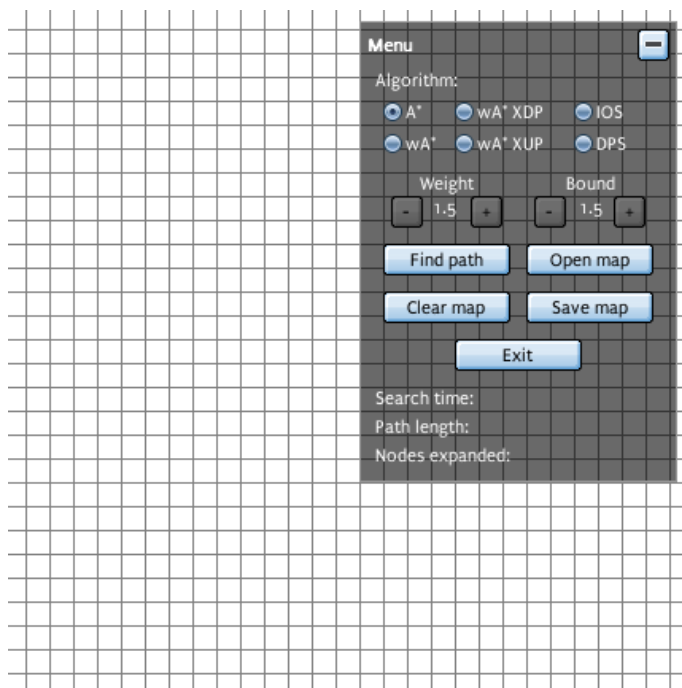 Menu
Algorithm:
A* wA* XDP IOS
wA* wA* XUP DPS
Weight Bound
- 1.5 + - 1.5 +
Find path Open map
Clear map Save map
Exit
Search time:
Path length:
Nodes expanded: